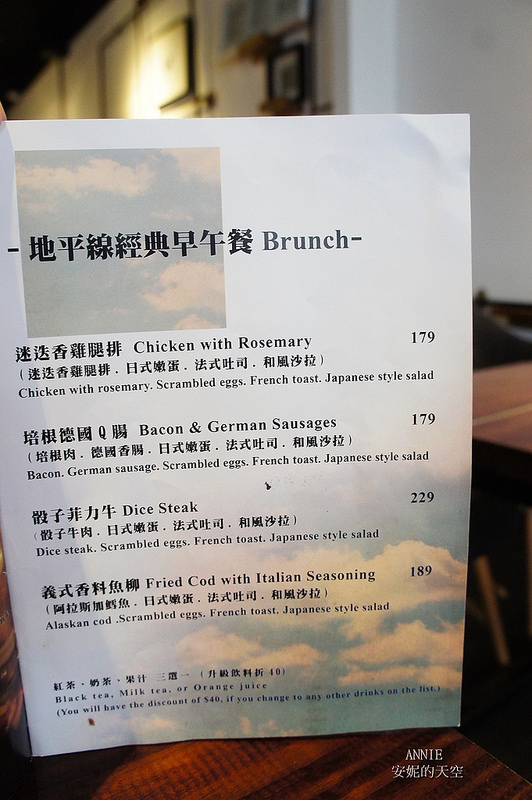 - 地平線經典早午餐 Brunch-
迷迭香雞腿排 Chicken with Rosemary 179
(迷迭香雞腿排．日式嫩蛋．法式吐司．和風沙拉)
Chicken with rosemary. Scrambled eggs. French toast. Japanese style salad
培根德國Q腸 Bacon & German Sausages 179
(培根肉．德國香腸．日式嫩蛋．法式吐司．和風沙拉)
Bacon. German sausage. Scrambled eggs. French toast. Japanese style salad
骰子菲力牛 Dice Steak 229
(骰子牛肉．日式嫩蛋．法式吐司．和風沙拉)
Dice steak. Scrambled eggs. French toast. Japanese style salad
義式香料魚柳 Fried Cod with Italian Seasoning 189
(阿拉斯加鱈魚．日式嫩蛋．法式吐司．和風沙拉)
Alaskan cod .Scrambled eggs. French toast. Japanese style salad
紅茶、奶茶、果汁 三選一 (升級飲料折40)
Black tea, Milk tea, or Orange juice
(You will have the discount of $40, if you change to any other drinks on the list.)
ANNIE
安妮的天空